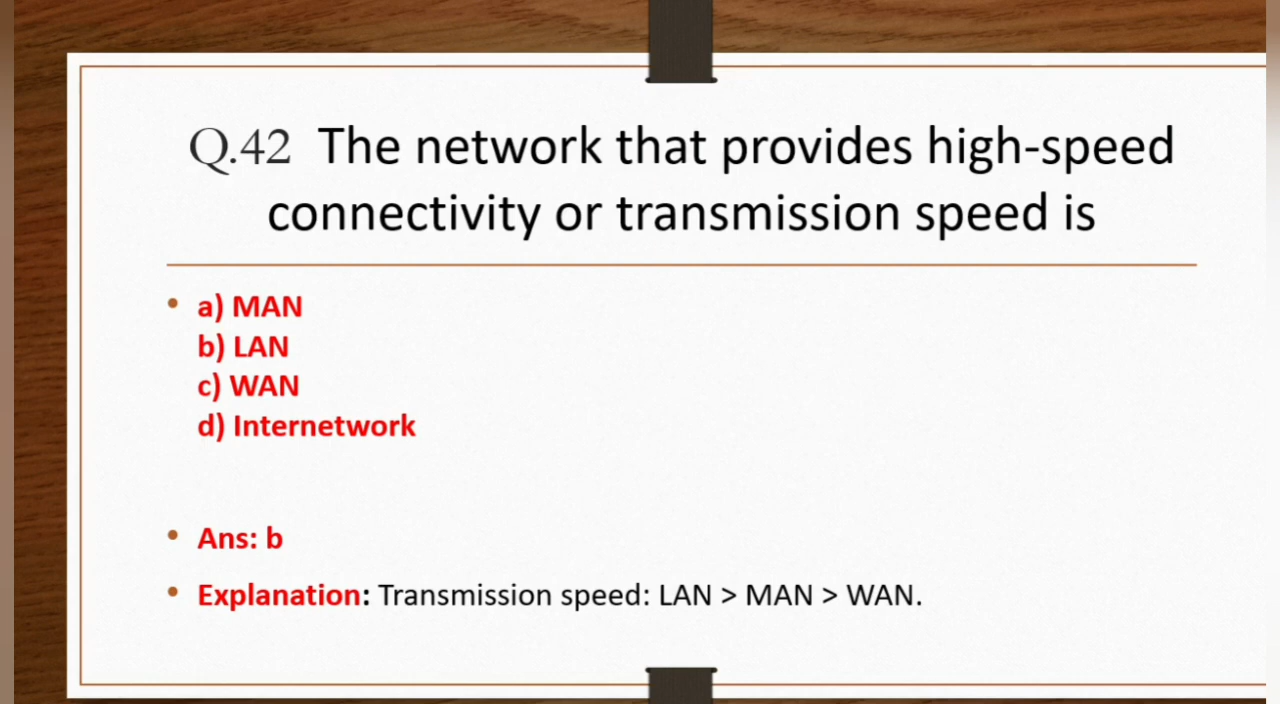 Q.42 The network that provides high-speed
connectivity or transmission speed is
• a) MAN
b) LAN
c) WAN
d) Internetwork
• Ans: b
• Explanation: Transmission speed: LAN > MAN > WAN.